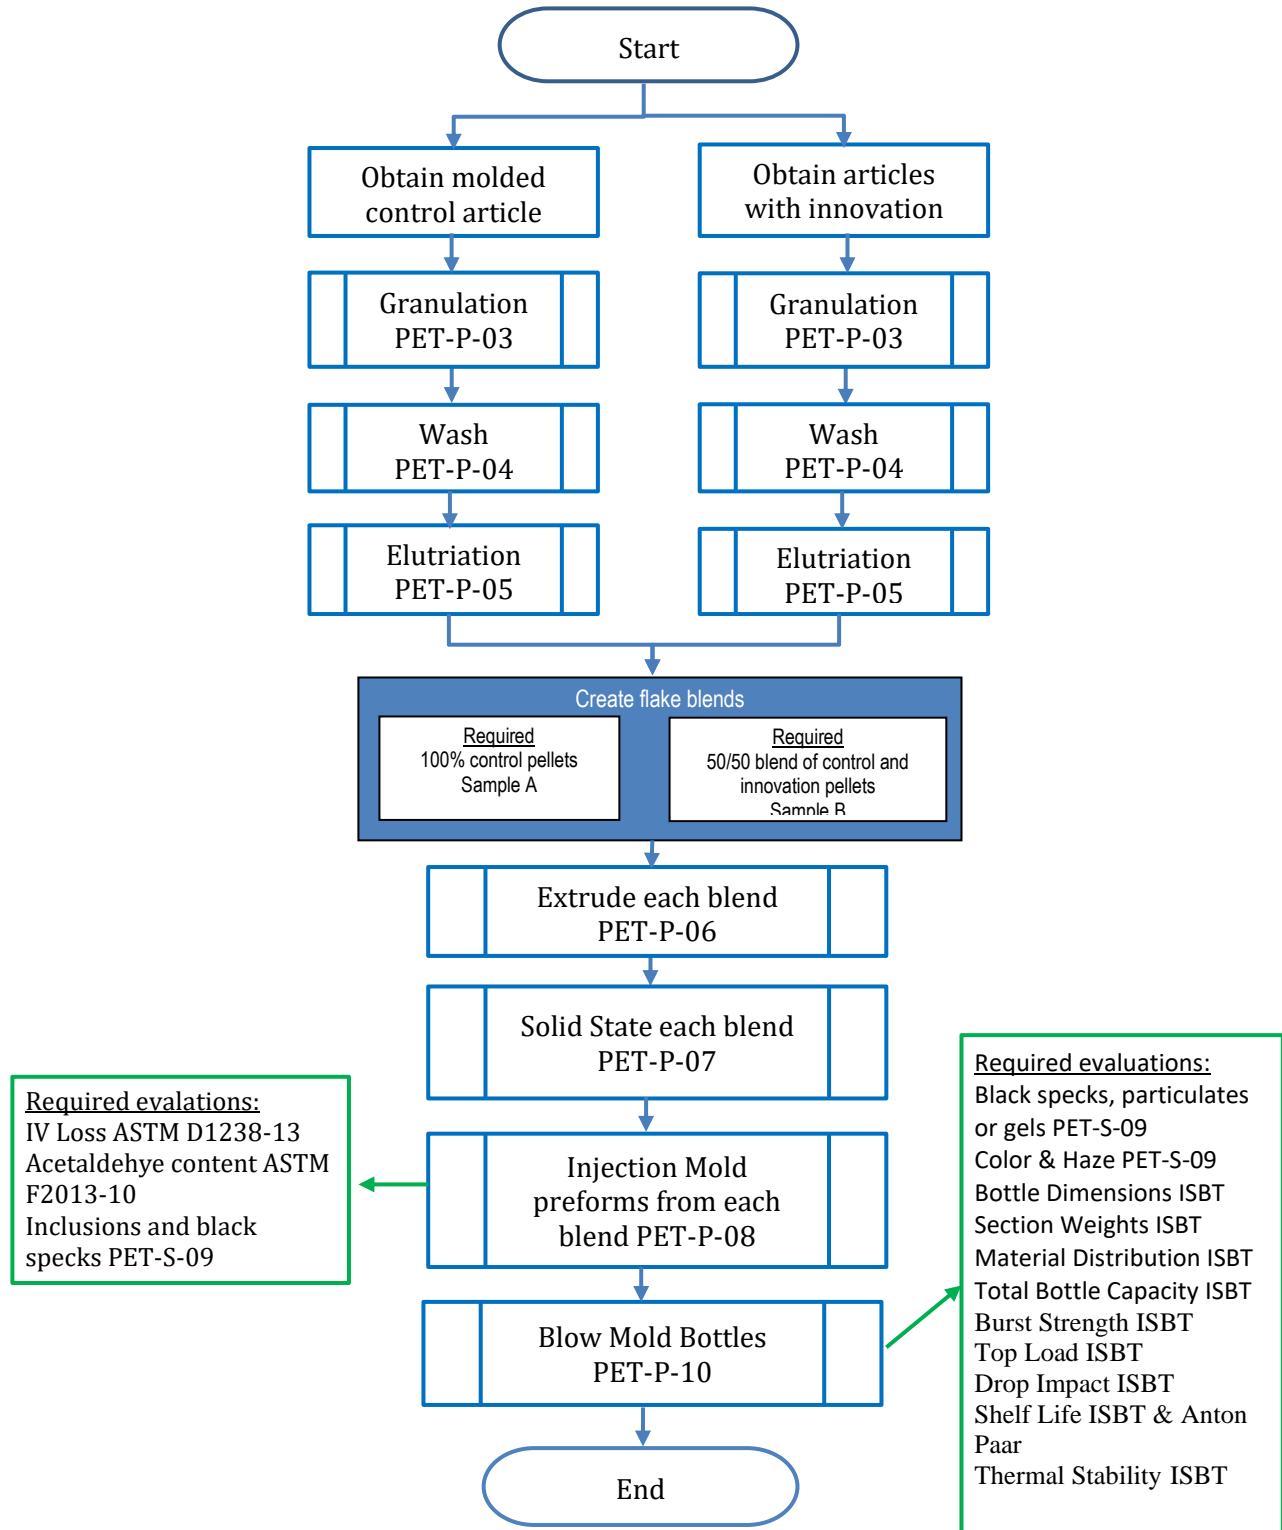 Start
Obtain molded
control article
Obtain articles
with innovation
Granulation
PET-P-03
Granulation
PET-P-03
Wash
PET-P-04
Wash
PET-P-04
Elutriation
PET-P-05
Elutriation
PET-P-05
Create flake blends
Required
100% control pellets
Sample A
Required
50/50 blend of control and
innovation pellets
Sample B
Extrude each blend
PET-P-06
Solid State each blend
PET-P-07
Required evalations:
IV Loss ASTM D1238-13
Acetaldehye content ASTM
F2013-10
Inclusions and black
specks PET-S-09
Injection Mold
preforms from each
blend PET-P-08
Blow Mold Bottles
PET-P-10
Required evaluations:
Black specks, particulates
or gels PET-S-09
Color & Haze PET-S-09
Bottle Dimensions ISBT
Section Weights ISBT
Material Distribution ISBT
Total Bottle Capacity ISBT
Burst Strength ISBT
Top Load ISBT
Drop Impact ISBT
Shelf Life ISBT & Anton
Paar
Thermal Stability ISBT
End